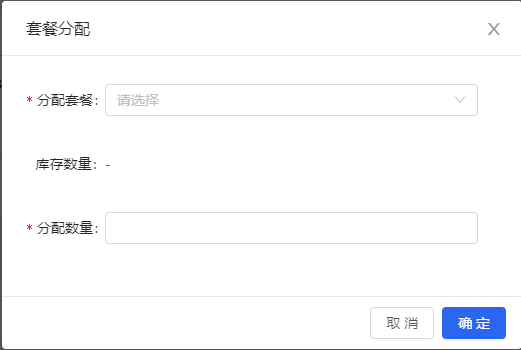 套餐分配
* 分配套餐: 请选择
库存数量: -
* 分配数量:
取 消 确 定